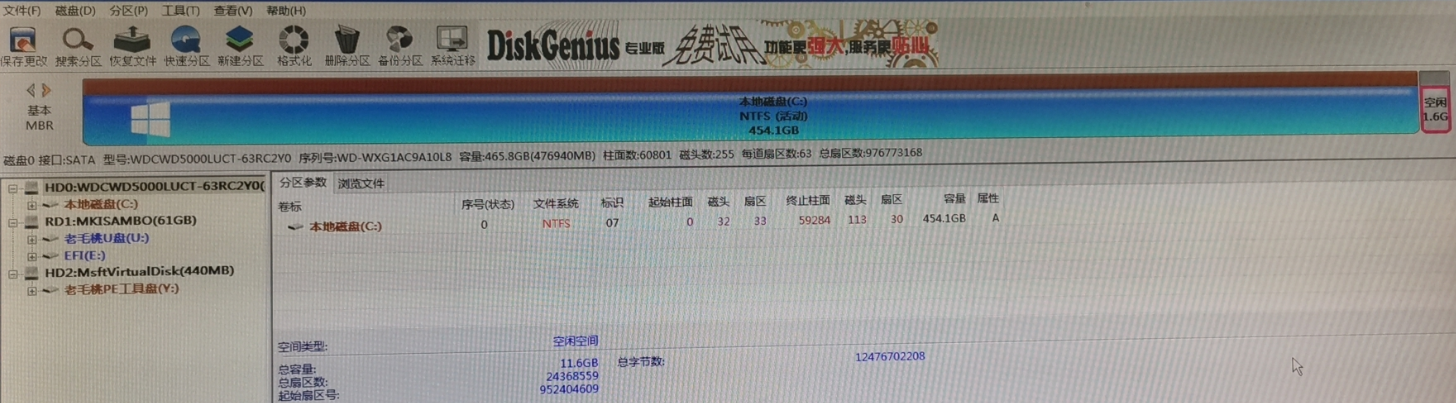 文件(F) 磁盘(D) 分区(P) 工具(T) 查看(V) 帮助(H)
保存更改 搜索分区 恢复文件 快速分区 新建分区 格式化 删除分区 备份分区 系统迁移
DiskGenius 专业版 免费试用 功能更强大,服务更贴心
基本
MBR
本地磁盘(C:)
NTFS (活动)
454.1GB
空闲
1.6G
磁盘0 接口:SATA 型号:WDCWD5000LUCT-63RC2Y0 序列号:WD-WXG1AC9A10L8 容量:465.8GB(476940MB) 柱面数:60801 磁头数:255 每道扇区数:63 总扇区数:976773168
HD0:WDCWD5000LUCT-63RC2Y0(
本地磁盘(C:)
RD1:MKISAMBO(61GB)
老毛桃U盘(U:)
EFI(E:)
HD2:MsftVirtualDisk(440MB)
老毛桃PE工具盘(Y:)
分区参数 浏览文件
卷标 序号(状态) 文件系统 标识 起始柱面 磁头 扇区 终止柱面 磁头 扇区 容量 属性
本地磁盘(C:) 0 NTFS 07 0 32 33 59284 113 30 454.1GB A
空间类型: 空闲空间
总容量: 11.6GB 总字节数: 12476702208
总扇区数: 24368559
起始扇区号: 952404609